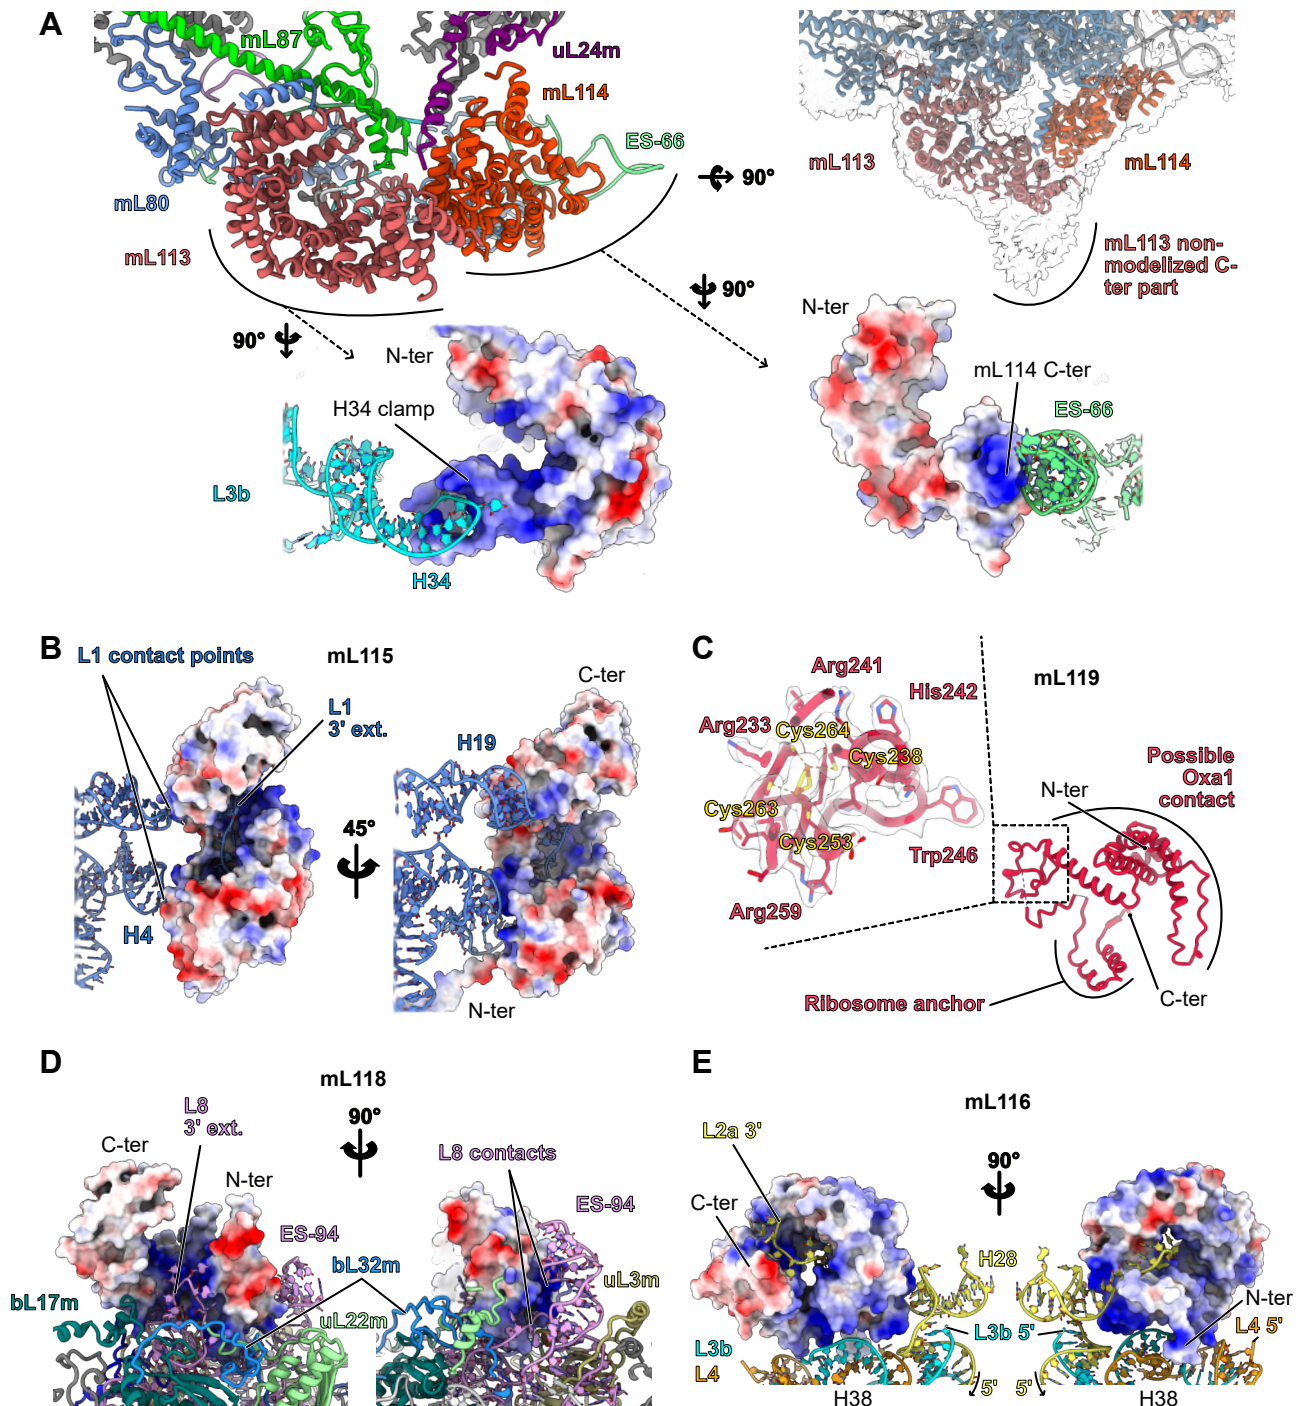 A
mL87
uL24m
mL114
ES-66
mL80
mL113
90°
mL113
mL114
mL113 non-
modelized C-
ter part
90°
90°
N-ter
H34 clamp
L3b
H34
N-ter
mL114 C-ter
ES-66
B
L1 contact points
mL115
L1
3' ext.
H4
45°
C-ter
H19
N-ter
C
mL119
Arg241
His242
Arg233
Cys264
Cys238
Cys263
Cys253
Trp246
Arg259
Possible
Oxa1
contact
N-ter
Ribosome anchor
C-ter
D
mL118
90°
L8
3' ext.
C-ter
N-ter
L8 contacts
ES-94
ES-94
bL32m
bL17m
uL22m
uL3m
E
mL116
90°
L2a 3'
C-ter
H28
N-ter
L3b 5'
L4 5'
L3b
L4
5'
5'
H38
H38